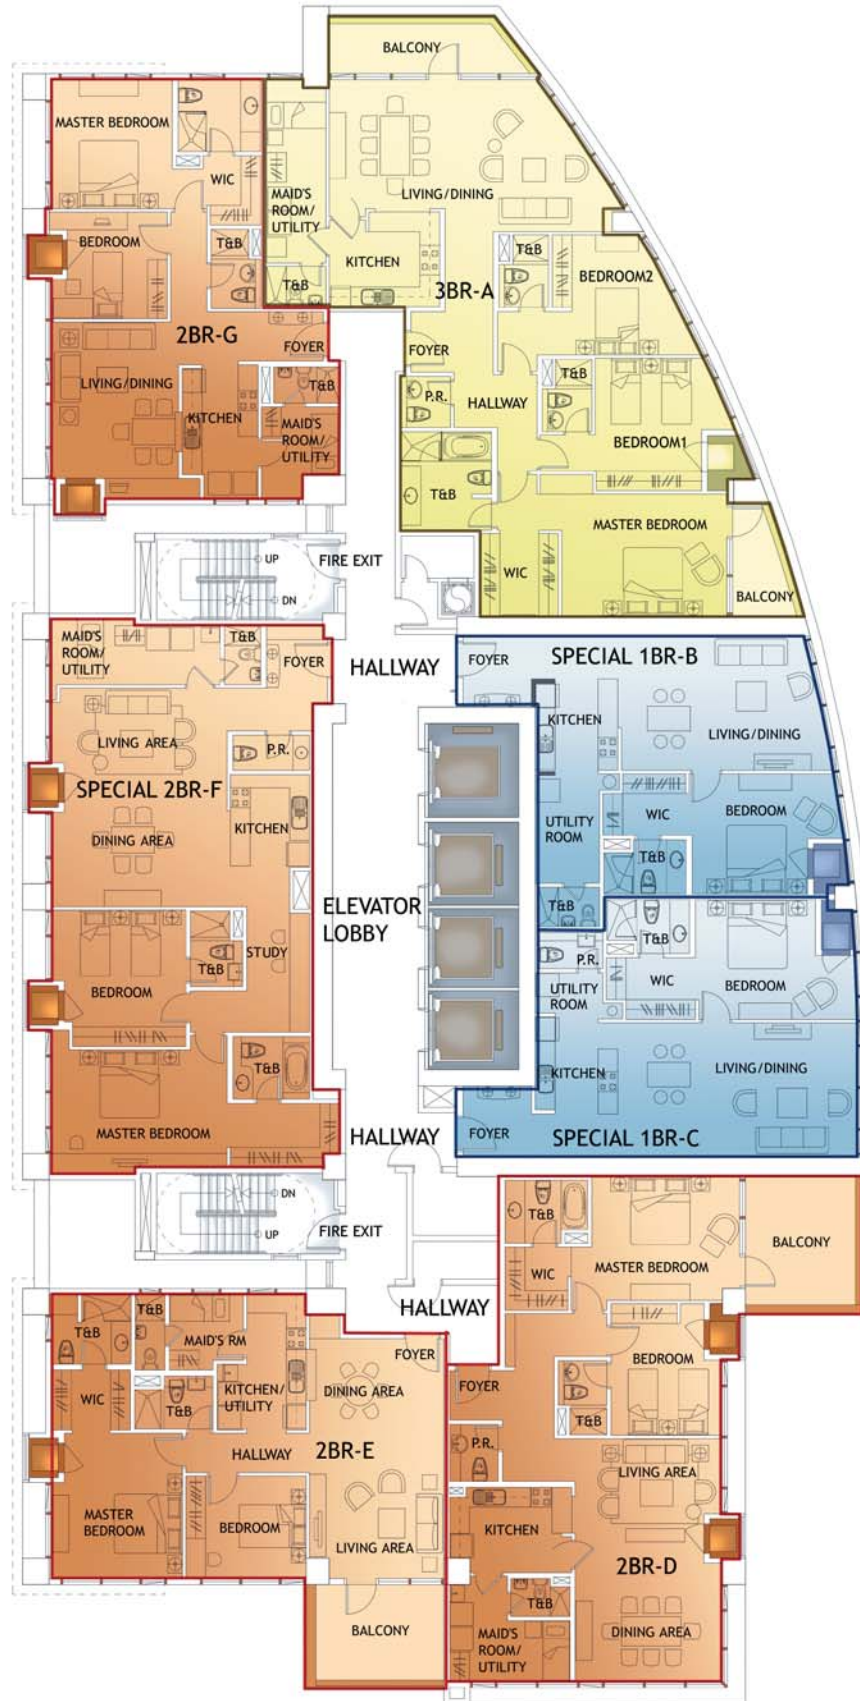 BALCONY
MASTER BEDROOM
WIC
MAID'S
ROOM/
UTILITY
LIVING/DINING
BEDROOM
T&B
T&B
KITCHEN
T&B
BEDROOM2
3BR-A
2BR-G
FOYER
FOYER
LIVING/DINING
T&B
T&B
P.R.
HALLWAY
KITCHEN
MAID'S
ROOM/
UTILITY
BEDROOM1
T&B
MASTER BEDROOM
UP
FIRE EXIT
DN
WIC
BALCONY
MAID'S
ROOM/
UTILITY
T&B
FOYER
HALLWAY
FOYER
SPECIAL 1BR-B
KITCHEN
LIVING/DINING
LIVING AREA
P.R.
SPECIAL 2BR-F
KITCHEN
DINING AREA
WIC
BEDROOM
UTILITY
ROOM
T&B
ELEVATOR
LOBBY
T&B
STUDY
T&B
BEDROOM
T&B
P.R.
UTILITY
ROOM
WIC
BEDROOM
T&B
KITCHEN
LIVING/DINING
MASTER BEDROOM
HALLWAY
FOYER
SPECIAL 1BR-C
DN
UP
FIRE EXIT
T&B
BALCONY
WIC
MASTER BEDROOM
HALLWAY
T&B
T&B
MAID'S RM
FOYER
BEDROOM
FOYER
WIC
T&B
KITCHEN/
UTILITY
DINING AREA
T&B
HALLWAY
2BR-E
P.R.
LIVING AREA
MASTER
BEDROOM
BEDROOM
LIVING AREA
KITCHEN
2BR-D
T&B
BALCONY
MAID'S
ROOM/
UTILITY
DINING AREA